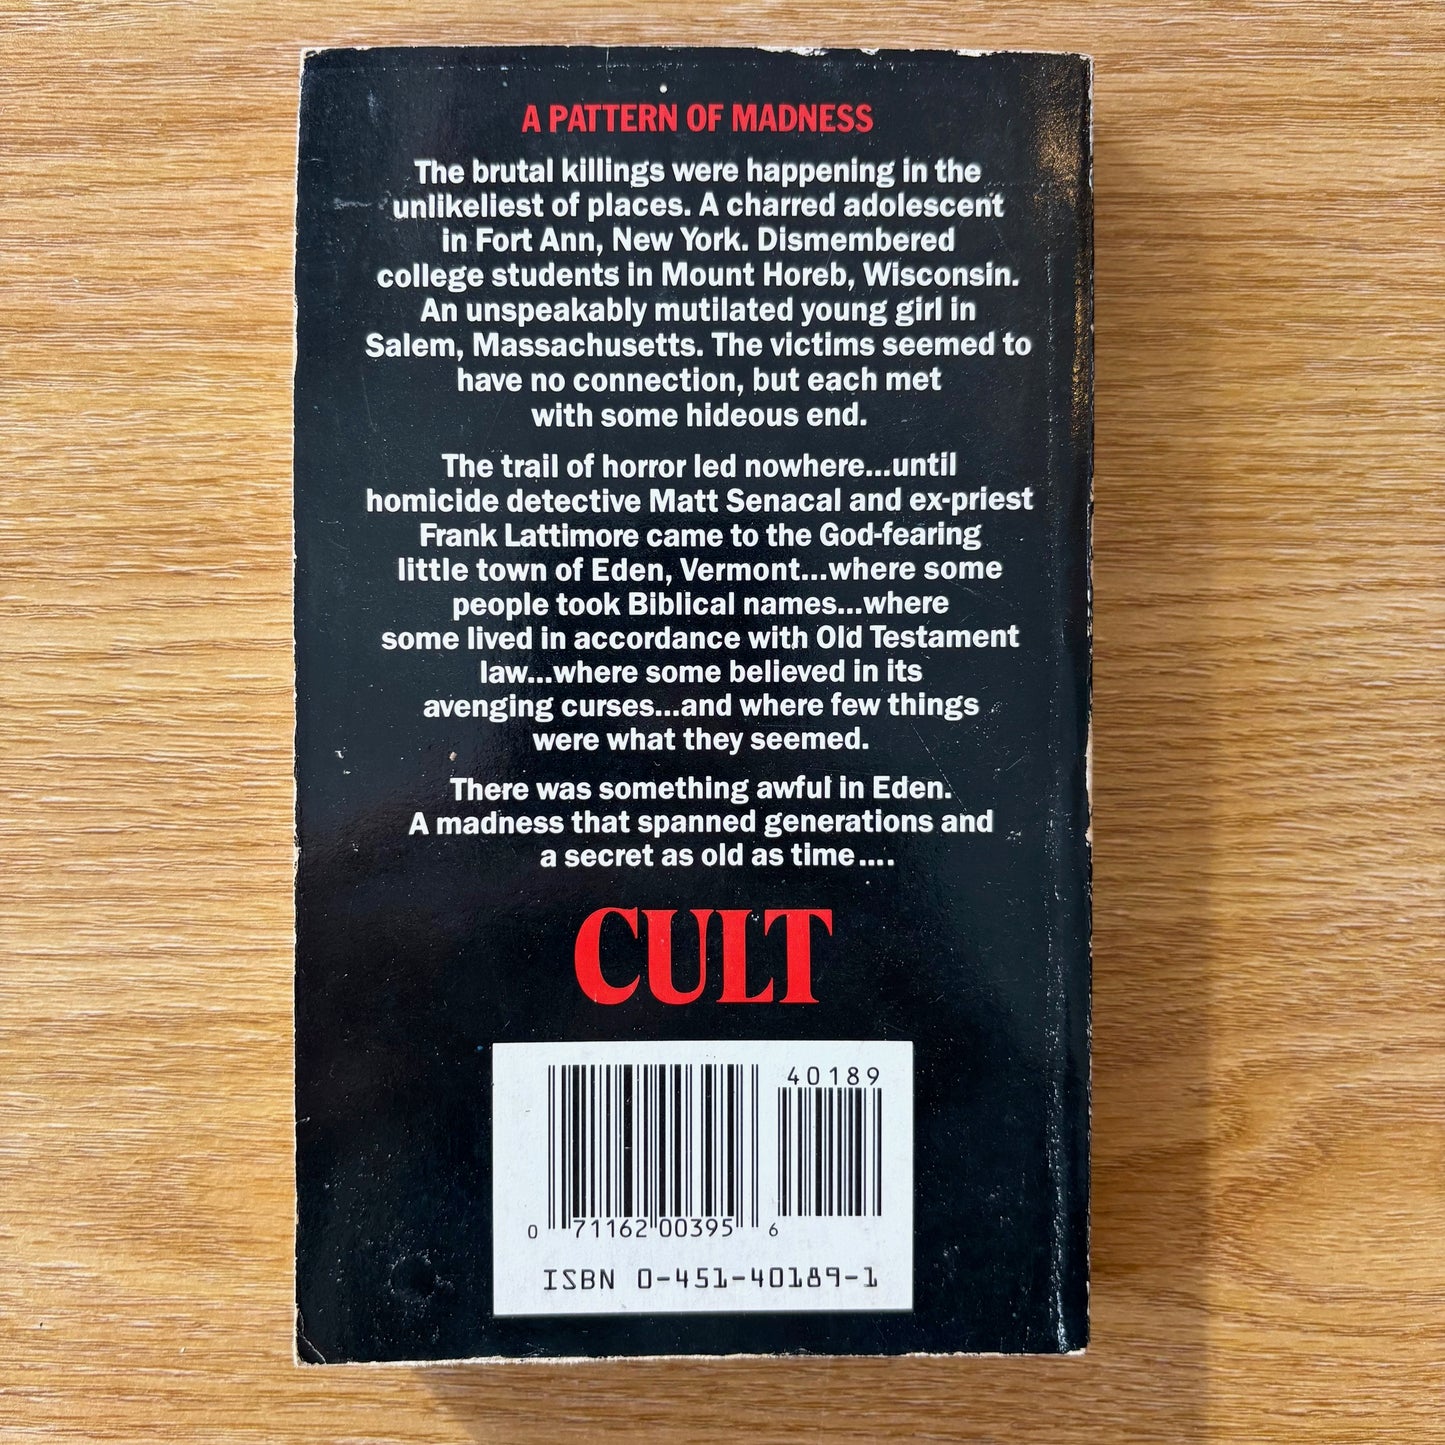 A PATTERN OF MADNESS
The brutal killings were happening in the
unlikeliest of places. A charred adolescent
in Fort Ann, New York. Dismembered
college students in Mount Horeb, Wisconsin.
An unspeakably mutilated young girl in
Salem, Massachusetts. The victims seemed to
have no connection, but each met
with some hideous end.
The trail of horror led nowhere...until
homicide detective Matt Senacal and ex-priest
Frank Lattimore came to the God-fearing
little town of Eden, Vermont...where some
people took Biblical names...where
some lived in accordance with Old Testament
law...where some believed in its
avenging curses...and where few things
were what they seemed.
There was something awful in Eden.
A madness that spanned generations and
a secret as old as time....
CULT
40189
0 71162 00395 6
ISBN 0-451-40189-1